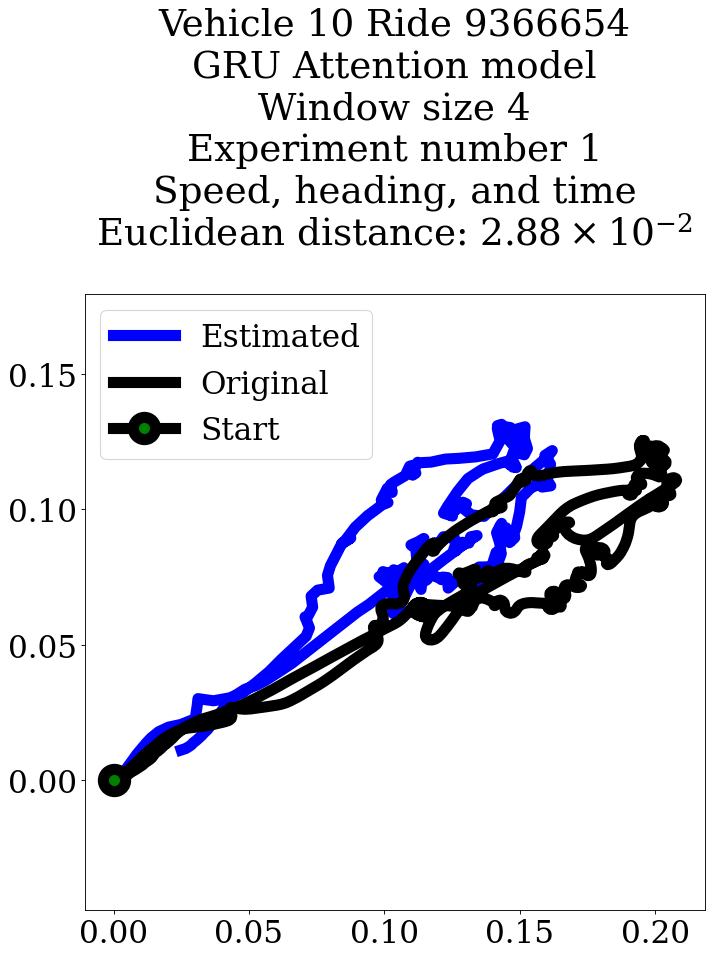 Vehicle 10 Ride 9366654
GRU Attention model
Window size 4
Experiment number 1
Speed, heading, and time
Euclidean distance: 2.88 × 10⁻²
Estimated
Original
Start
0.15
0.10
0.05
0.00
0.00 0.05 0.10 0.15 0.20